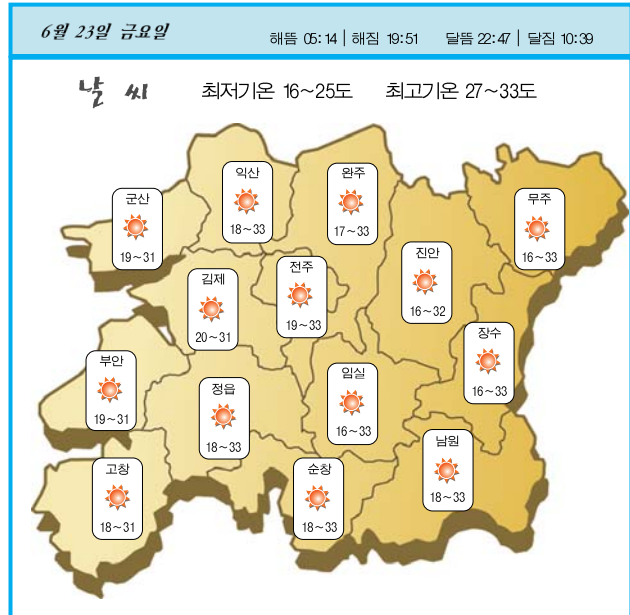 6월 23일 금요일
해뜸 05:14 | 해짐 19:51 달뜸 22:47 | 달짐 10:39
날 씨 최저기온 16~25도 최고기온 27~33도
익산
18~33
완주
17~33
군산
19~31
무주
16~33
진안
16~32
전주
19~33
김제
20~31
장수
16~33
부안
19~31
임실
16~33
정읍
18~33
남원
18~33
고창
18~31
순창
18~33